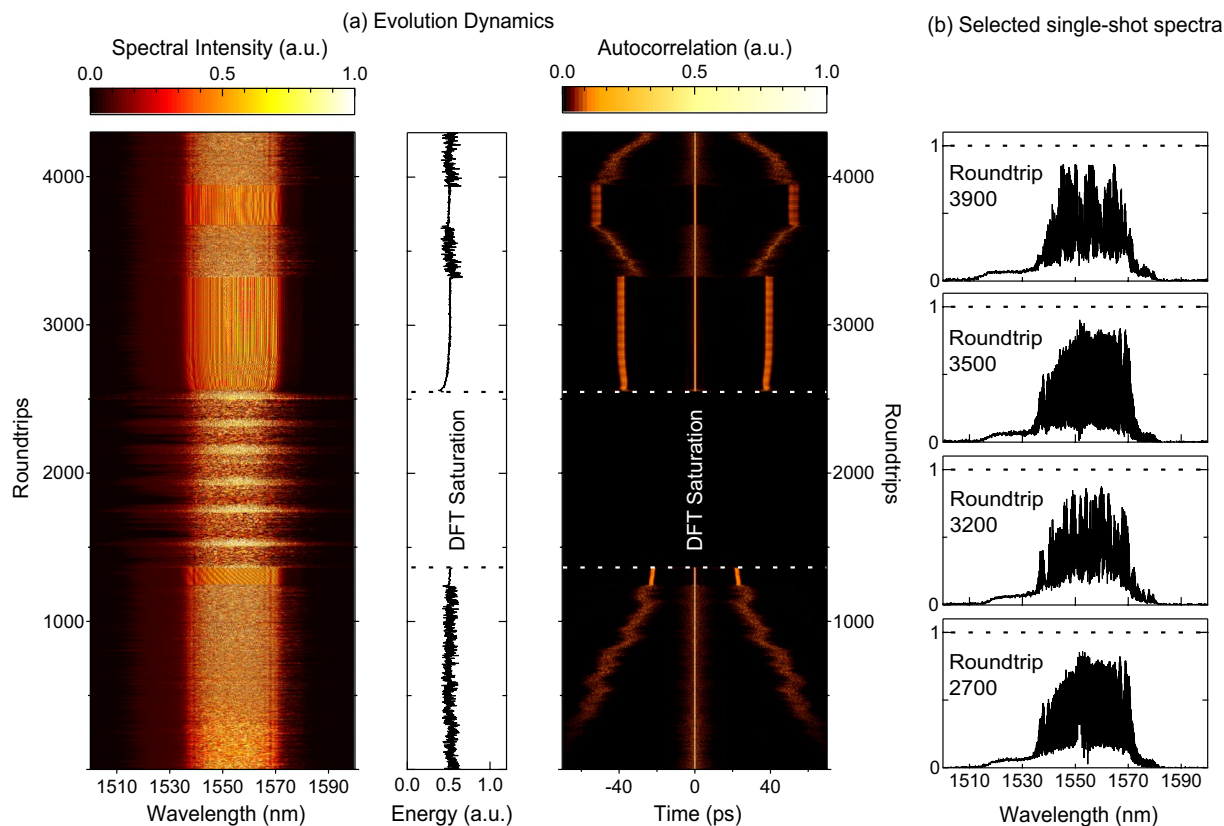 (a) Evolution Dynamics
(b) Selected single-shot spectra
Spectral Intensity (a.u.)
0.0 0.5 1.0
Autocorrelation (a.u.)
0.0 0.5 1.0
4000
3000
2000
1000
Roundtrips
1510 1530 1550 1570 1590
Wavelength (nm)
DFT Saturation
0.0 0.5 1.0
Energy (a.u.)
DFT Saturation
-40 0 40
Time (ps)
4000
3000
2000
1000
Roundtrips
1
Roundtrip
3900
0
1
Roundtrip
3500
0
1
Roundtrip
3200
0
1
Roundtrip
2700
0
1510 1530 1550 1570 1590
Wavelength (nm)